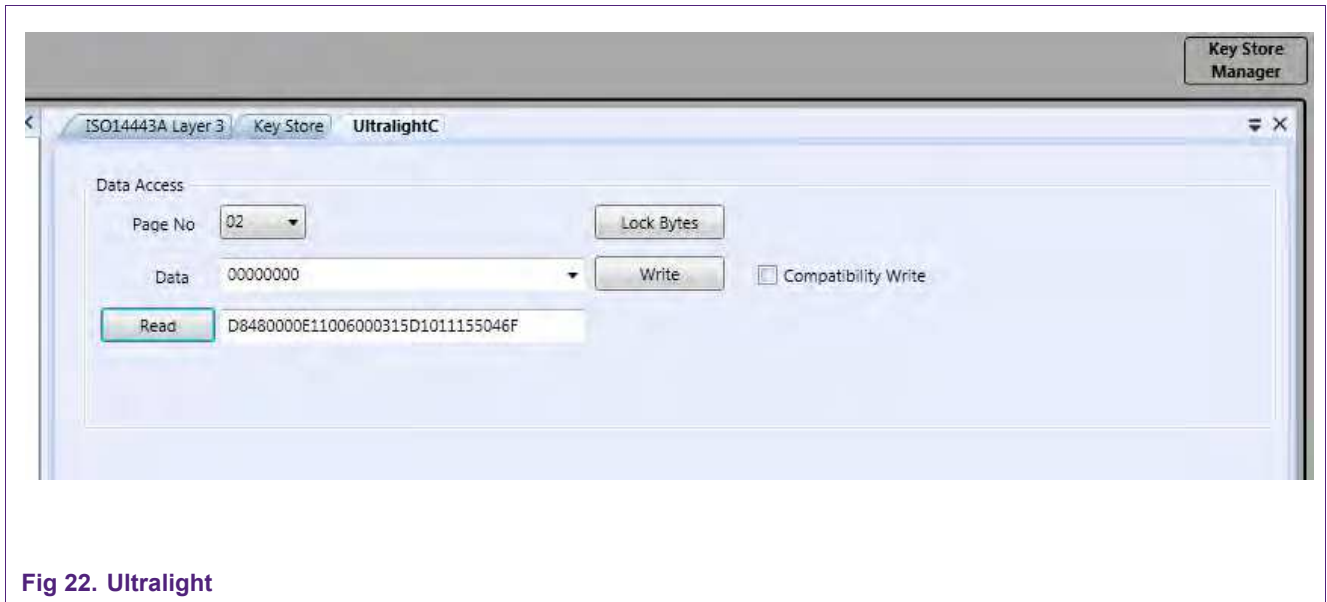 Key Store
Manager
ISO14443A Layer 3 Key Store UltralightC
Data Access
Page No 02 Lock Bytes
Data 00000000 Write Compatibility Write
Read D8480000E11006000315D1011155046F
Fig 22. Ultralight